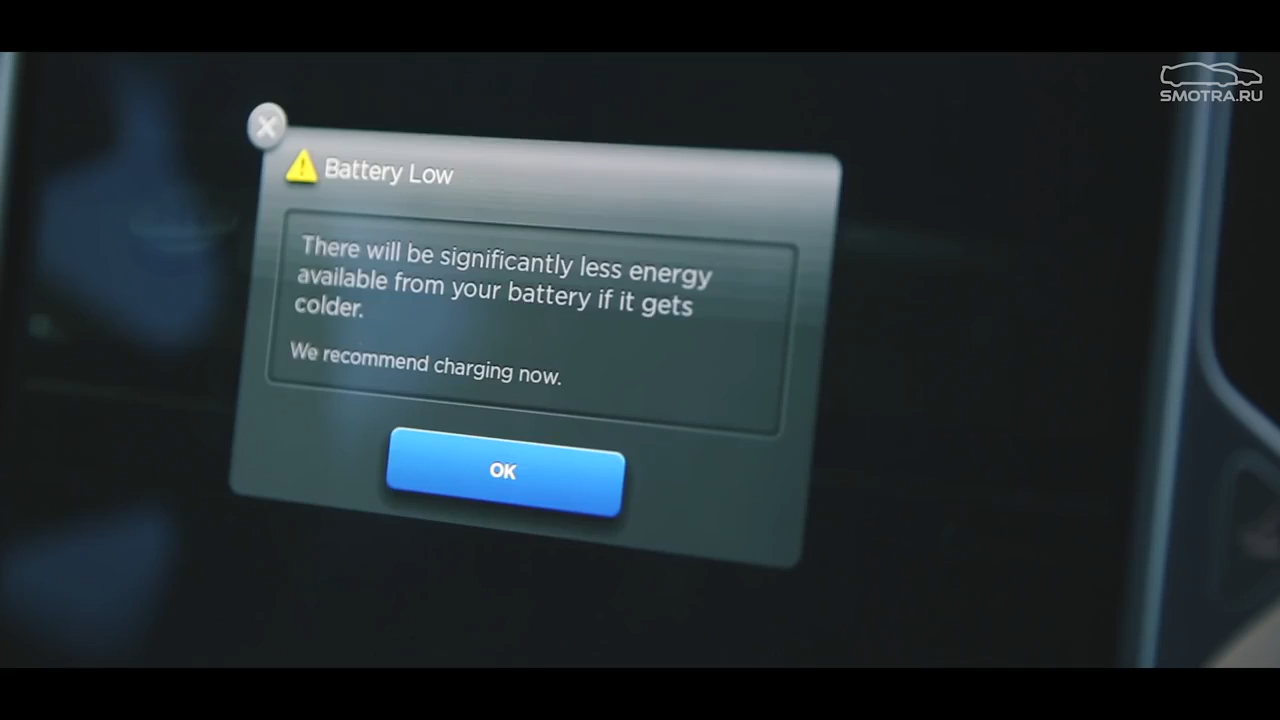 SMOTRA.RU
Battery Low
There will be significantly less energy
available from your battery if it gets
colder.
We recommend charging now.
OK